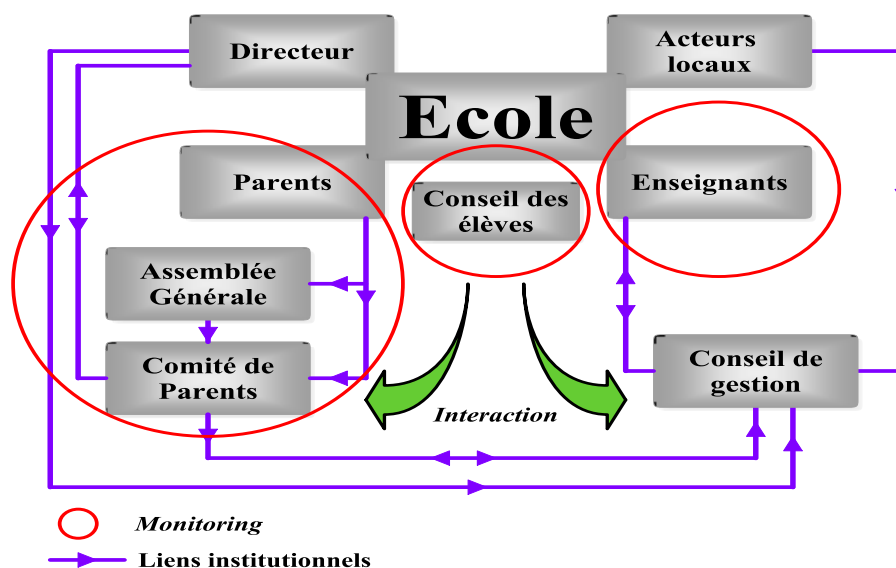 Directeur
Acteurs
locaux
Ecole
Parents
Conseil des
élèves
Enseignants
Assemblée
Générale
Comité de
Parents
Conseil de
gestion
Interaction
Monitoring
Liens institutionnels